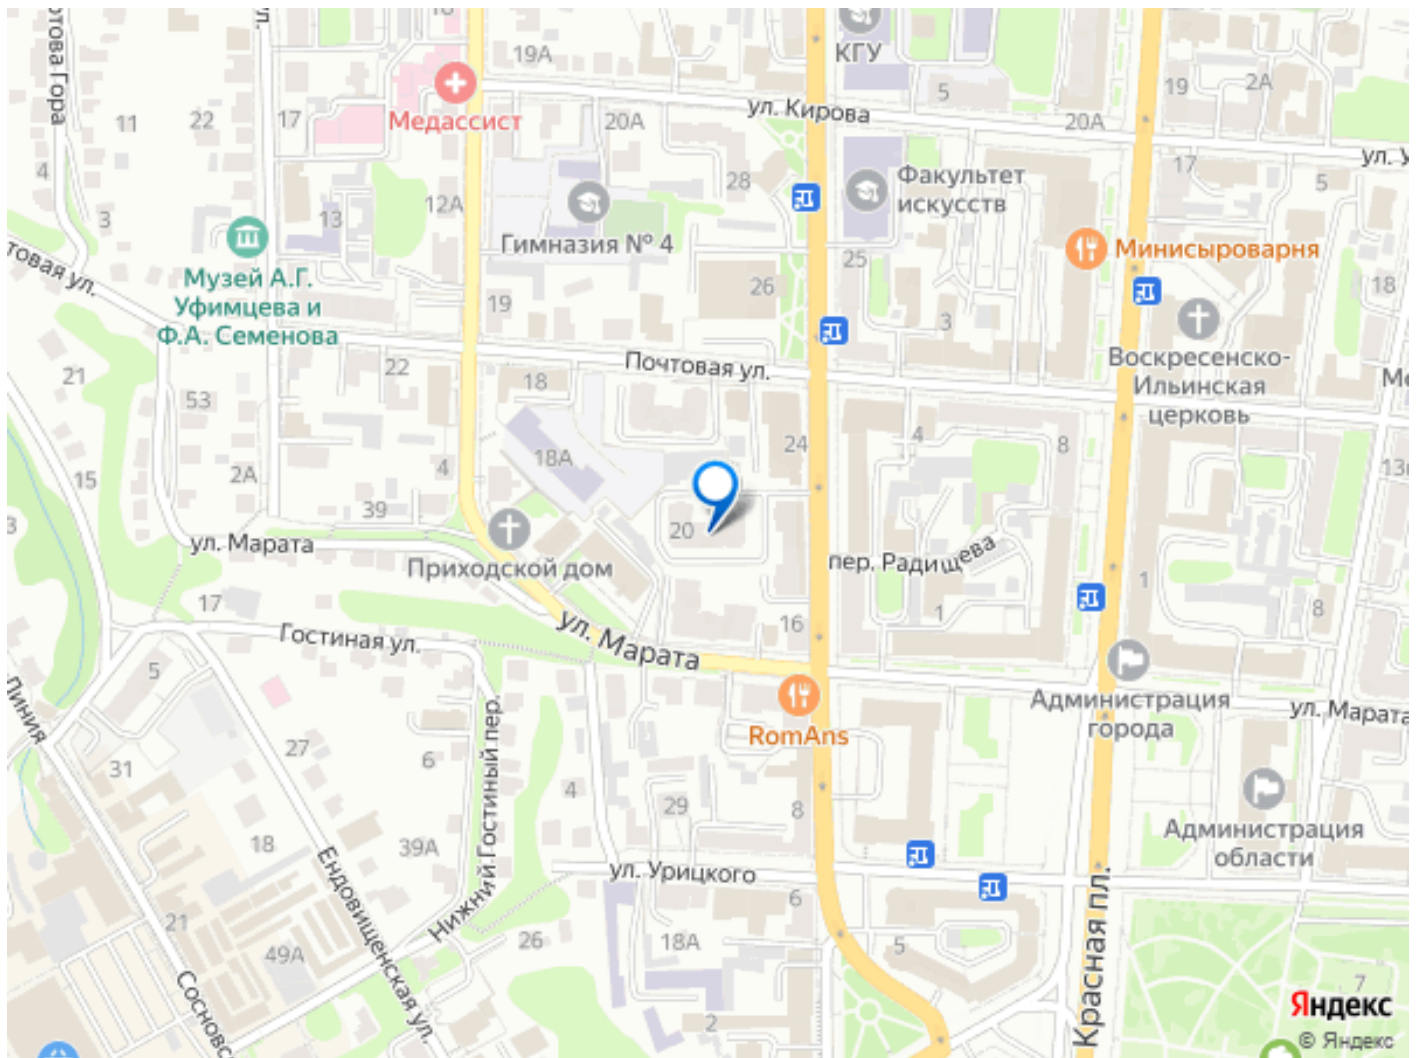 ул.
19А
КГУ
Медассист
ул. Кирова
20А
5
19
2А
20А
11
22
17
4
28
Факультет
искусств
17
5
3
13
12А
Гимназия № 4
Минисыроварня
Музей А.Г.
Уфимцева и
Ф.А. Семенова
19
26
25
3
18
Воскресенско-
Ильинская
церковь
Почтовая ул.
21
22
18
53
24
4
8
18А
4
2А
15
39
20
ул. Марата
Приходской дом
пер. Радищева
1
1
8
17
Гостиная ул.
ул. Марата
16
5
Администрация
города
ул. Марата
RomAns
27
6
31
4
29
8
Нижний Гостиный пер.
Администрация
области
18
39А
Ендовищенская ул.
ул. Урицкого
6
21
49А
26
18А
5
Красная пл.
2
7
Яндекс
© Яндекс